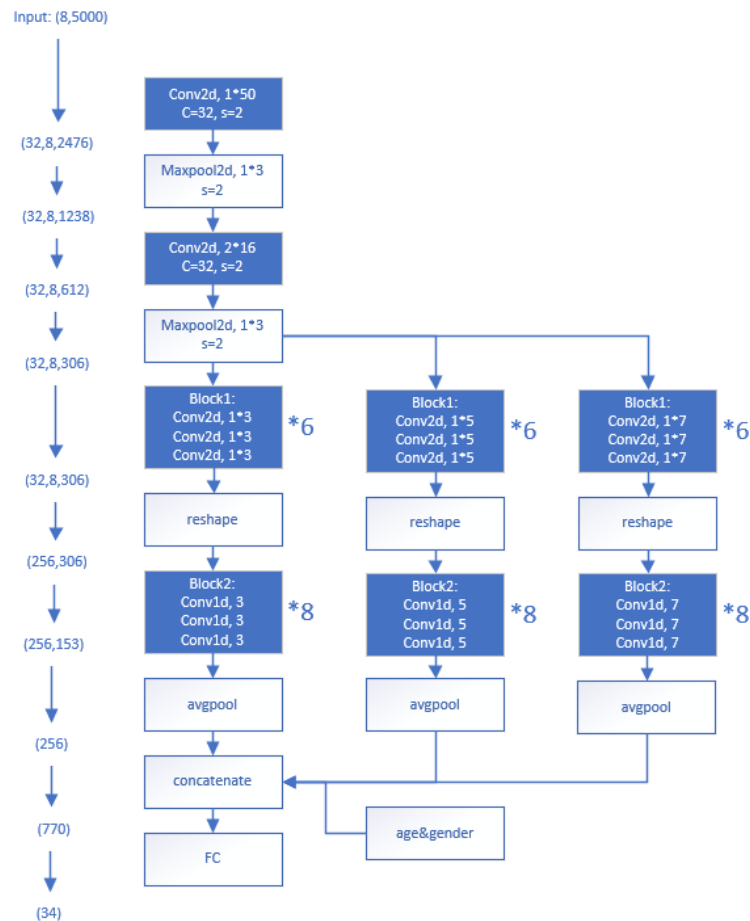 Input: (8,5000)
(32,8,2476)
(32,8,1238)
(32,8,612)
(32,8,306)
(32,8,306)
(256,306)
(256,153)
(256)
(770)
(34)
Conv2d, 1*50
C=32, s=2
Maxpool2d, 1*3
s=2
Conv2d, 2*16
C=32, s=2
Maxpool2d, 1*3
s=2
Block1:
Conv2d, 1*3
Conv2d, 1*3
Conv2d, 1*3
*6
reshape
Block2:
Conv1d, 3
Conv1d, 3
Conv1d, 3
*8
avgpool
concatenate
FC
Block1:
Conv2d, 1*5
Conv2d, 1*5
Conv2d, 1*5
*6
reshape
Block2:
Conv1d, 5
Conv1d, 5
Conv1d, 5
*8
avgpool
age&gender
Block1:
Conv2d, 1*7
Conv2d, 1*7
Conv2d, 1*7
*6
reshape
Block2:
Conv1d, 7
Conv1d, 7
Conv1d, 7
*8
avgpool